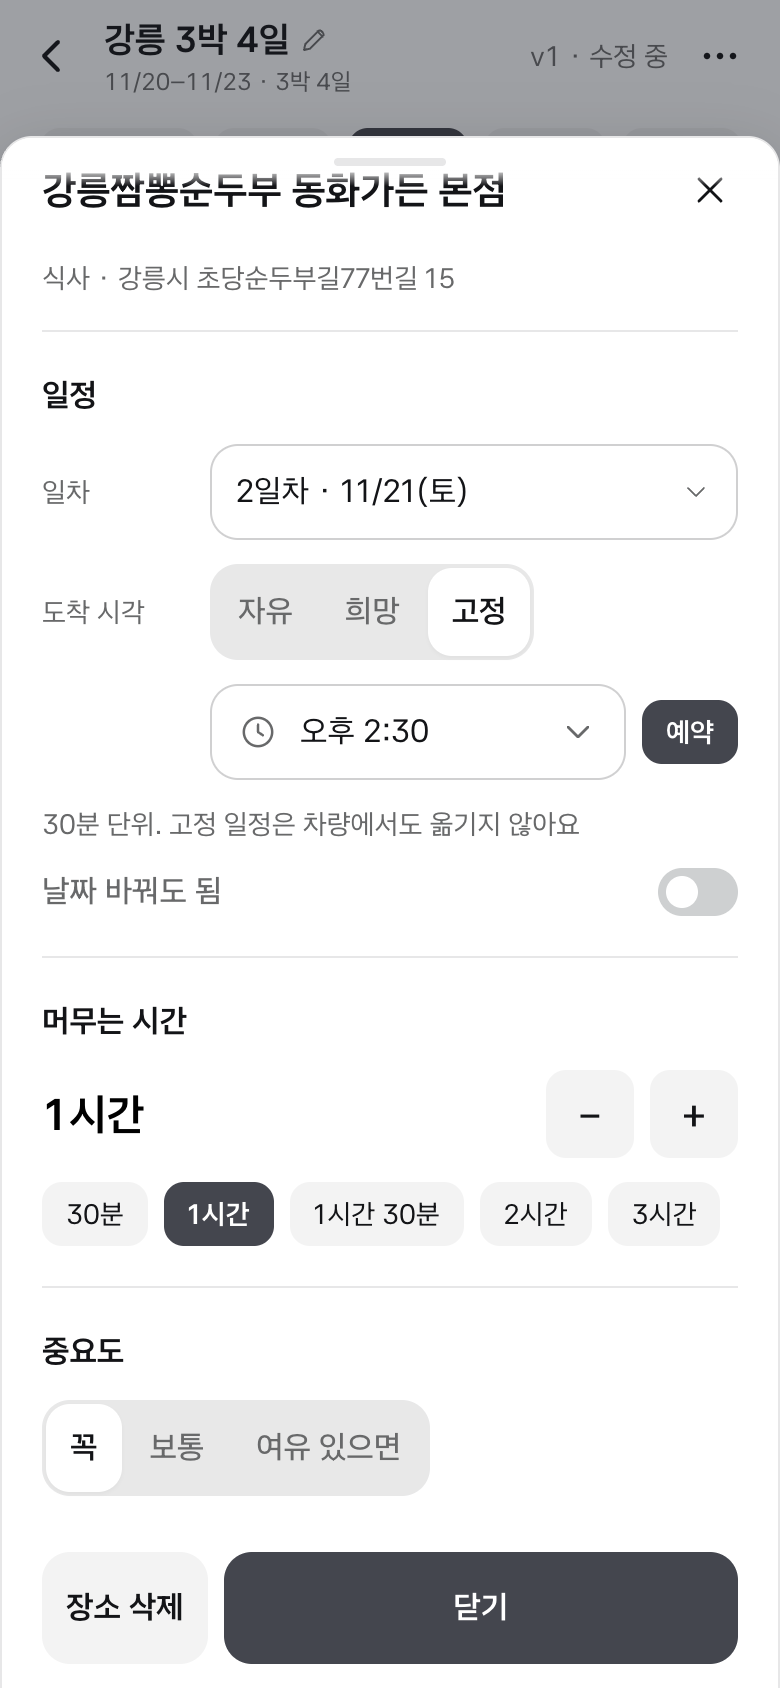 강릉 3박 4일
v1 · 수정 중
11/20–11/23 · 3박 4일
강릉짬뽕순두부 동화가든 본점
식사 · 강릉시 초당순두부길77번길 15
일정
일차
2일차 · 11/21(토)
도착 시각
자유 희망 고정
오후 2:30
예약
30분 단위. 고정 일정은 차량에서도 옮기지 않아요
날짜 바꿔도 됨
머무는 시간
1시간
− +
30분 1시간 1시간 30분 2시간 3시간
중요도
꼭 보통 여유 있으면
장소 삭제 닫기